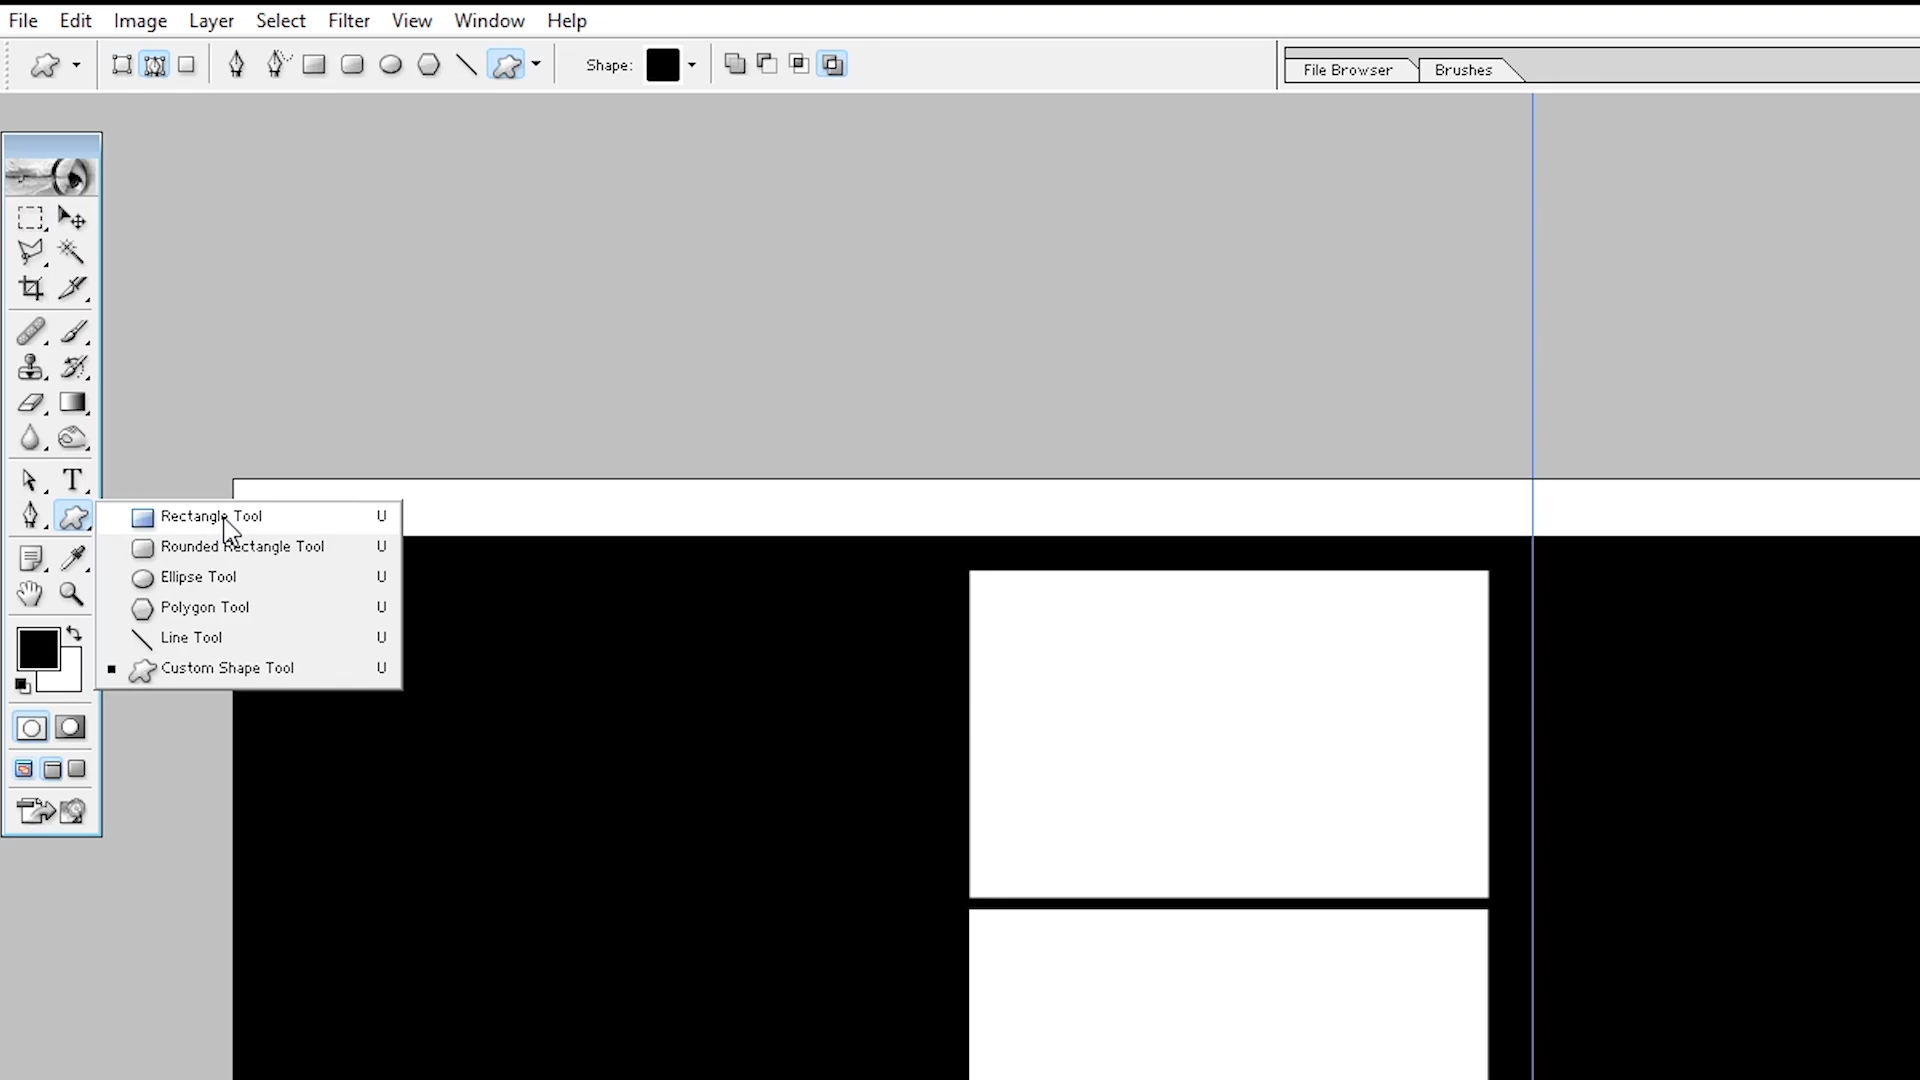 File Edit Image Layer Select Filter View Window Help
Shape:
File Browser Brushes
T
Rectangle Tool U
Rounded Rectangle Tool U
Ellipse Tool U
Polygon Tool U
Line Tool U
Custom Shape Tool U